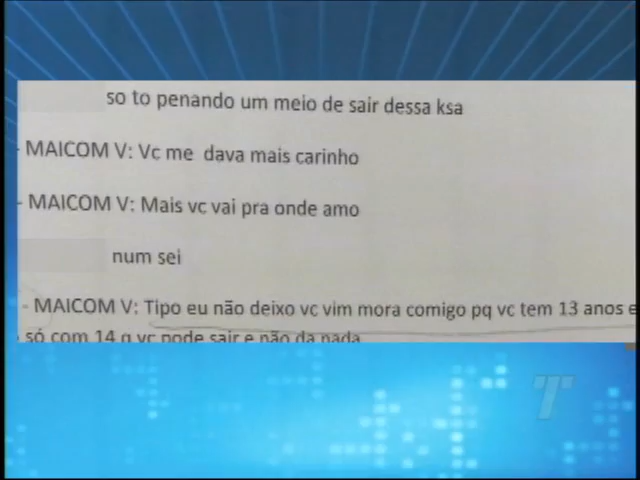 so to penando um meio de sair dessa ksa
- MAICOM V: Vc me dava mais carinho
- MAICOM V: Mais vc vai pra onde amo
num sei
- MAICOM V: Tipo eu não deixo vc vim mora comigo pq vc tem 13 anos e
só com 14 q vc pode sair e não da nada
T